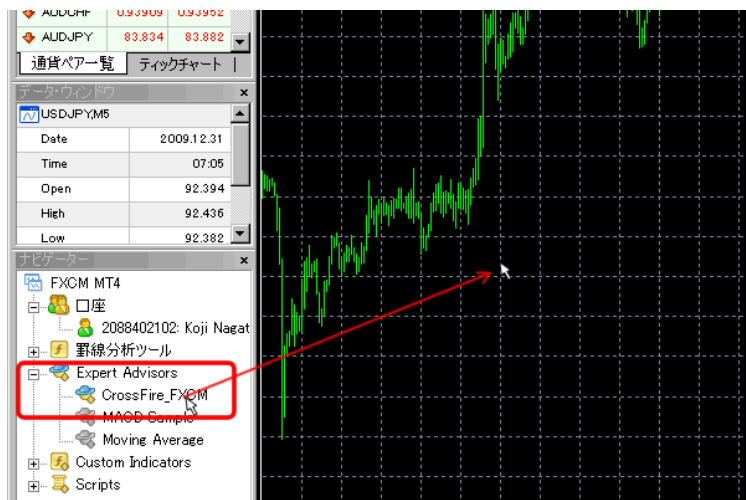 AUDCHF 0.93909 0.93952
AUDJPY 83.834 83.882
通貨ペア一覧 ティックチャート
データ・ウィンドウ
USDJPY,M5
Date 2009.12.31
Time 07:05
Open 92.394
High 92.436
Low 92.382
ナビゲーター
FXCM MT4
口座
2088402102: Koji Nagat
罫線分析ツール
Expert Advisors
CrossFire_FXCM
MACD Sample
Moving Average
Custom Indicators
Scripts